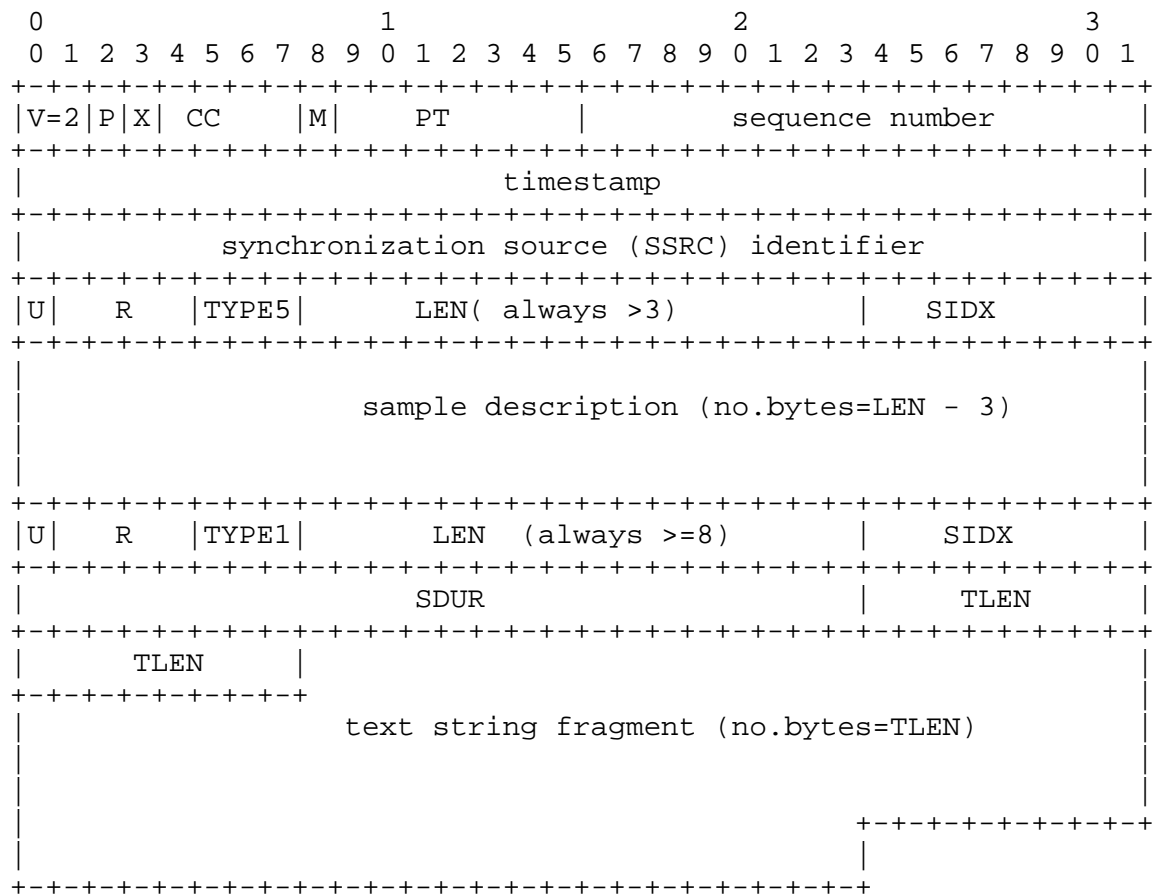 0                   1                   2                   3
 0 1 2 3 4 5 6 7 8 9 0 1 2 3 4 5 6 7 8 9 0 1 2 3 4 5 6 7 8 9 0 1
+-+-+-+-+-+-+-+-+-+-+-+-+-+-+-+-+-+-+-+-+-+-+-+-+-+-+-+-+-+-+-+-+
|V=2|P|X| CC    |M|    PT       |        sequence number        |
+-+-+-+-+-+-+-+-+-+-+-+-+-+-+-+-+-+-+-+-+-+-+-+-+-+-+-+-+-+-+-+-+
|                           timestamp                           |
+-+-+-+-+-+-+-+-+-+-+-+-+-+-+-+-+-+-+-+-+-+-+-+-+-+-+-+-+-+-+-+-+
|           synchronization source (SSRC) identifier            |
+-+-+-+-+-+-+-+-+-+-+-+-+-+-+-+-+-+-+-+-+-+-+-+-+-+-+-+-+-+-+-+-+
|U|   R   |TYPE5|      LEN( always >3)          |   SIDX        |
+-+-+-+-+-+-+-+-+-+-+-+-+-+-+-+-+-+-+-+-+-+-+-+-+-+-+-+-+-+-+-+-+
|                                                               |
|                   sample description (no.bytes=LEN - 3)       |
|                                                               |
|                                                               |
+-+-+-+-+-+-+-+-+-+-+-+-+-+-+-+-+-+-+-+-+-+-+-+-+-+-+-+-+-+-+-+-+
|U|   R   |TYPE1|       LEN  (always >=8)       |    SIDX       |
+-+-+-+-+-+-+-+-+-+-+-+-+-+-+-+-+-+-+-+-+-+-+-+-+-+-+-+-+-+-+-+-+
|                      SDUR                     |     TLEN      |
+-+-+-+-+-+-+-+-+-+-+-+-+-+-+-+-+-+-+-+-+-+-+-+-+-+-+-+-+-+-+-+-+
|      TLEN     |                                               |
+-+-+-+-+-+-+-+-+                                               |
|                  text string fragment (no.bytes=TLEN)         |
|                                                               |
|                                                               |
|                                               +-+-+-+-+-+-+-+-+
|                                               |
+-+-+-+-+-+-+-+-+-+-+-+-+-+-+-+-+-+-+-+-+-+-+-+-+